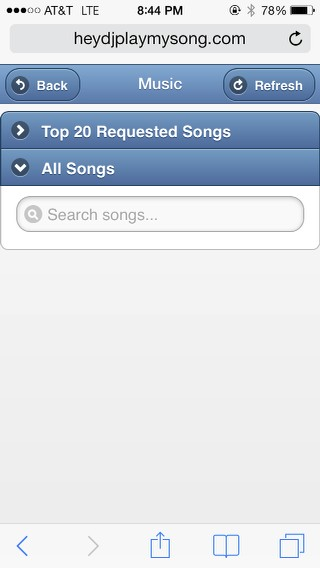 AT&T LTE 8:44 PM 78%
heydjplaymysong.com
Back Music Refresh
Top 20 Requested Songs
All Songs
Search songs...